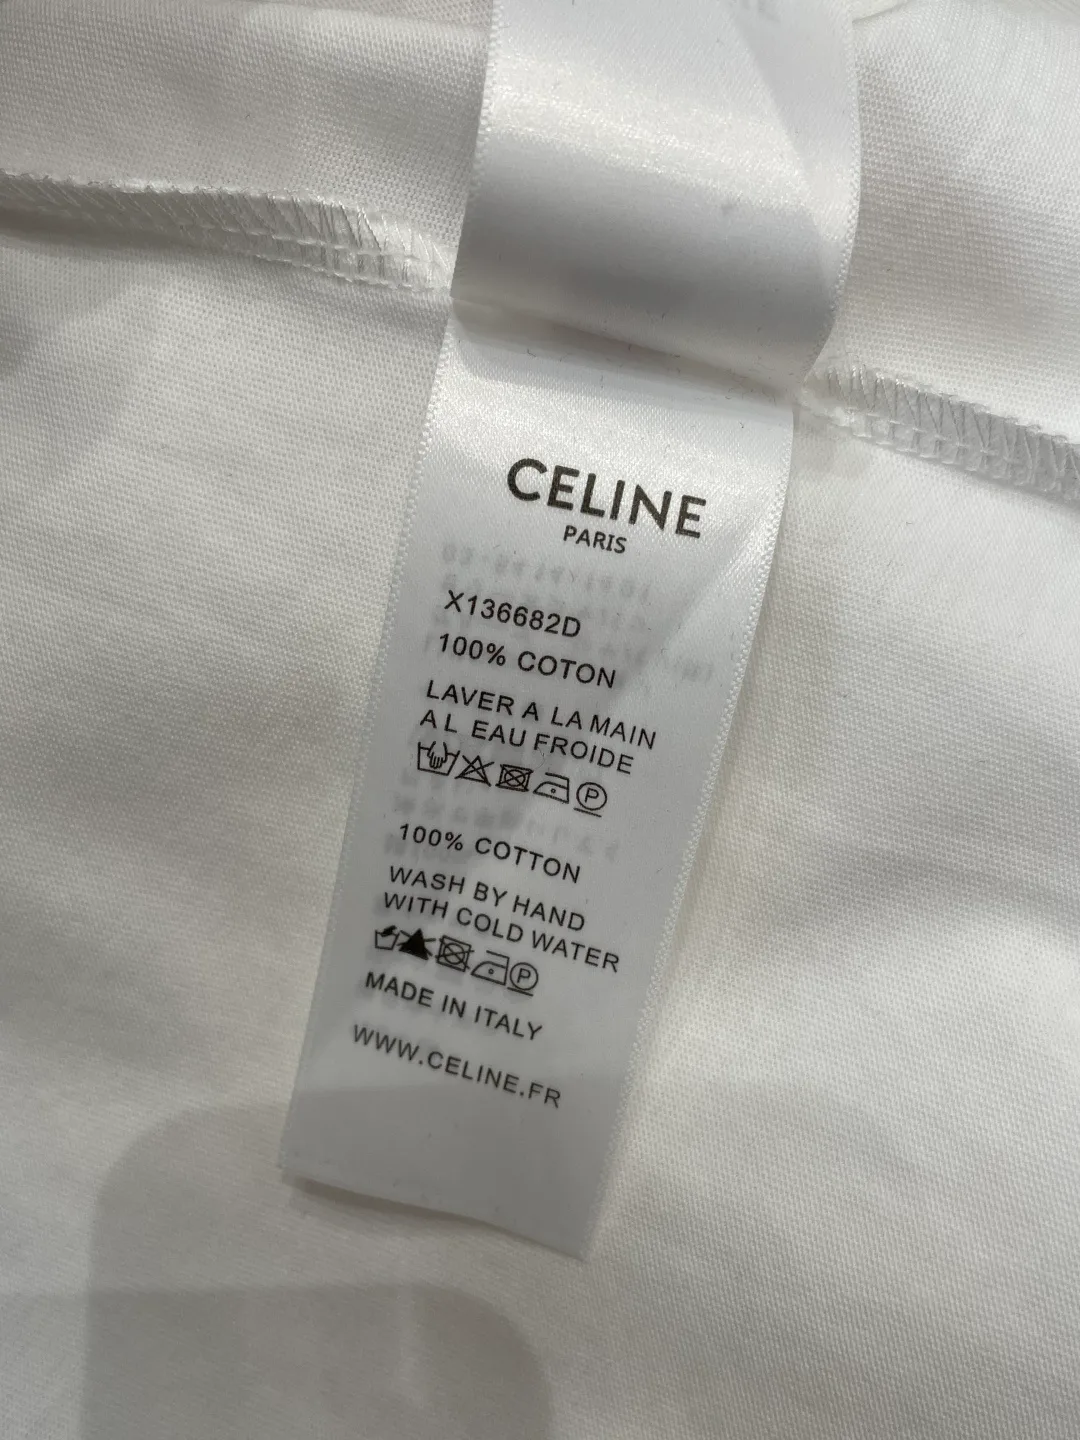 CELINE
PARIS
X136682D
100% COTON
LAVER A LA MAIN
A L EAU FROIDE
P
100% COTTON
WASH BY HAND
WITH COLD WATER
P
MADE IN ITALY
WWW.CELINE.FR